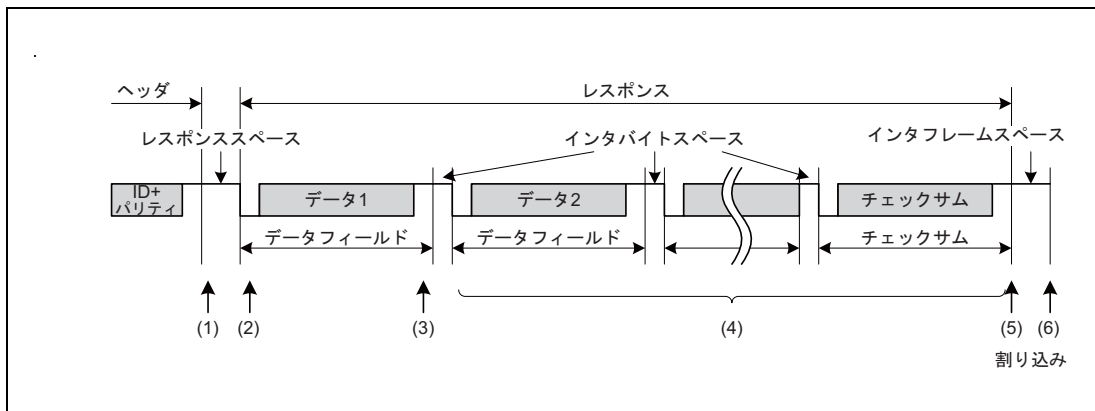 ヘッダ
レスポンス
レスポンススペース
インタバイトスペース
インタフレームスペース
ID+
パリティ
データ1
データ2
チェックサム
データフィールド
データフィールド
チェックサム
(1)
(2)
(3)
(4)
(5)
(6)
割り込み